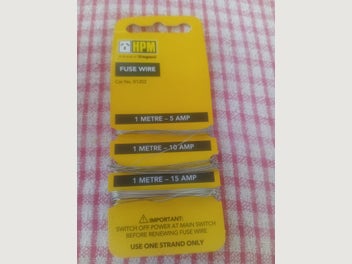 HPM
FUSE WIRE
1 METRE – 5 AMP
1 METRE – 10 AMP
1 METRE – 15 AMP
IMPORTANT:
SWITCH OFF POWER AT MAIN SWITCH
BEFORE RENEWING FUSE WIRE
USE ONE STRAND ONLY